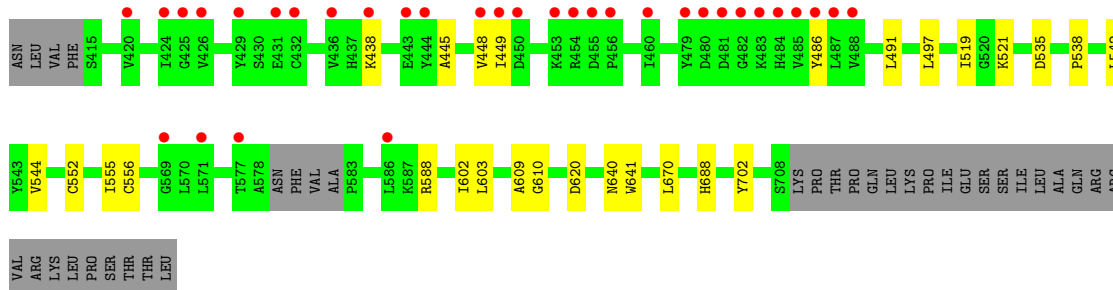 ASN LEU VAL PHE S415 V420 I424 G425 V426 Y429 S430 E431 C432 V436 H437 K438 E443 Y444 A445 V448 I449 D450 K453 R454 D455 P456 I460 Y479 D480 D481 G482 K483 H484 V485 Y486 L487 V488 L491 L497 I519 G520 K521 D535 P538
Y543 V544 C552 I555 C556 G569 L570 L571 T577 A578 ASN PHE VAL ALA P583 L586 K587 R588 I602 L603 A609 G610 D620 N640 W641 L670 H688 Y702 S708 LYS PRO THR PRO GLN LEU LYS PRO ILE GLU SER SER ILE LEU ALA GLN ARG ARG
VAL ARG LYS LEU PRO SER THR THR LEU